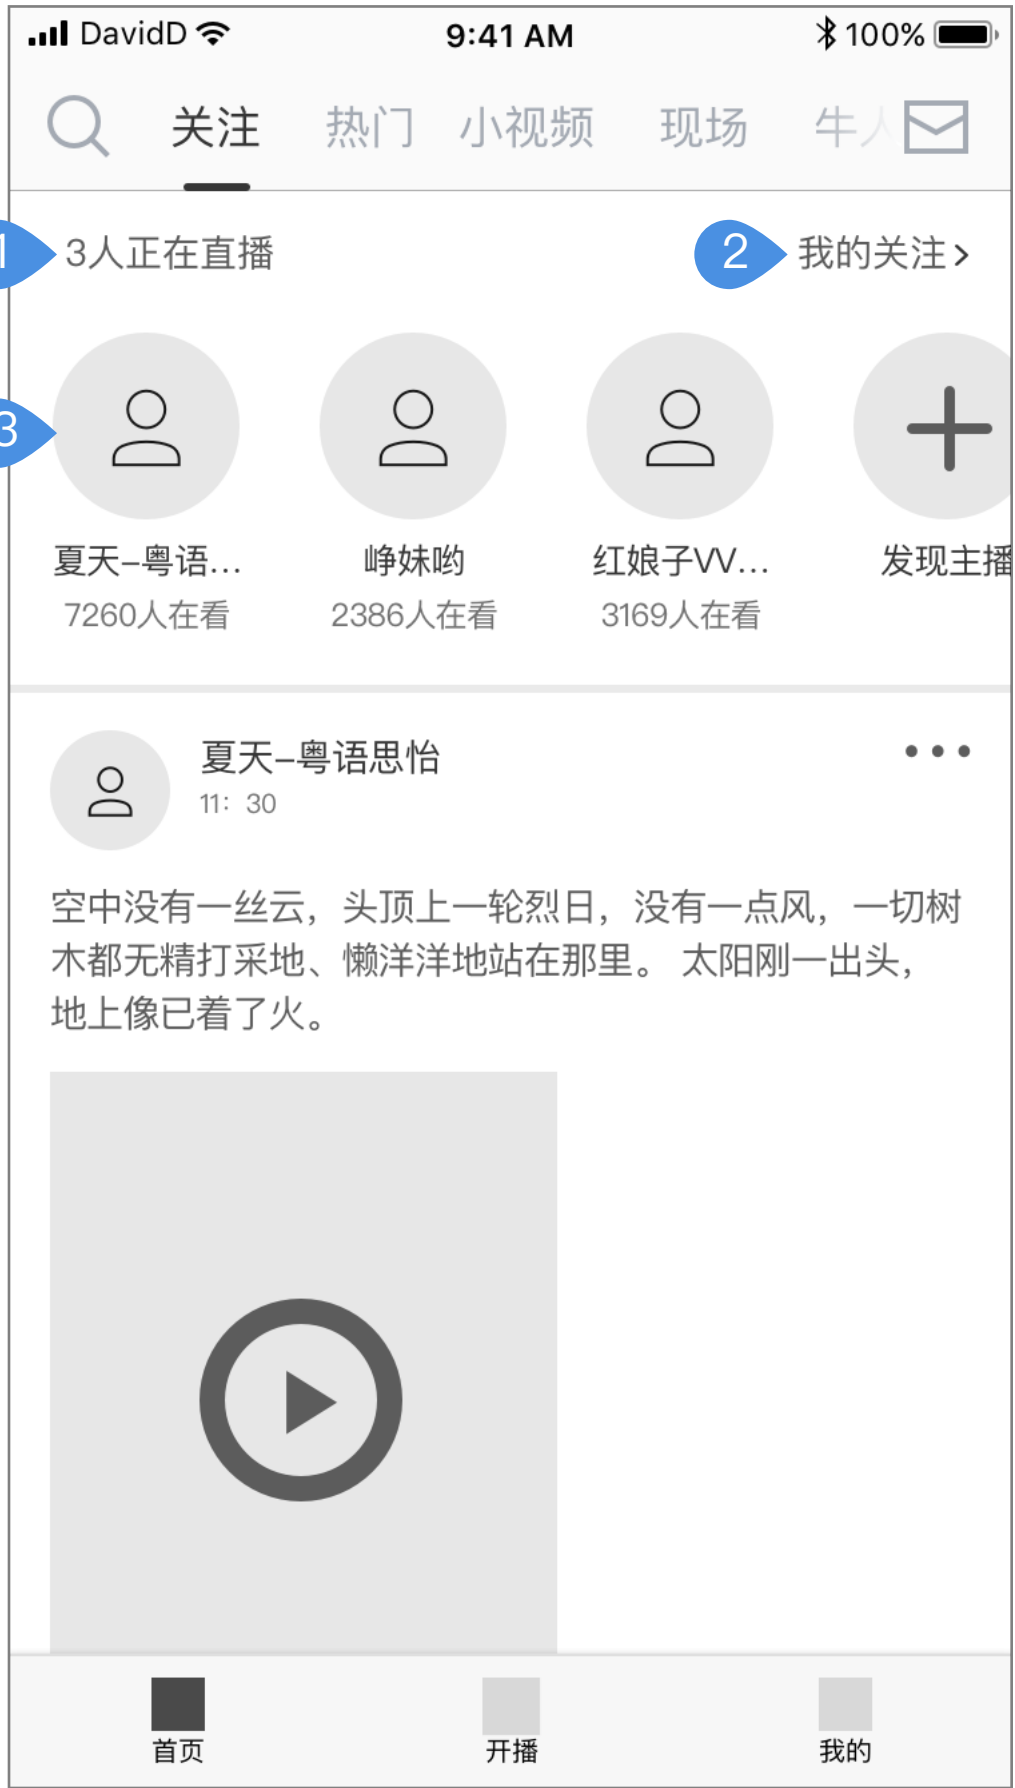 DavidD 9:41 AM 100%
关注 热门 小视频 现场 牛人
1 3人正在直播 2 我的关注>
3
夏天-粤语... 峥妹哟 红娘子VV... 发现主播
7260人在看 2386人在看 3169人在看
夏天-粤语思怡
11：30
空中没有一丝云，头顶上一轮烈日，没有一点风，一切树
木都无精打采地、懒洋洋地站在那里。 太阳刚一出头，
地上像已着了火。
首页 开播 我的